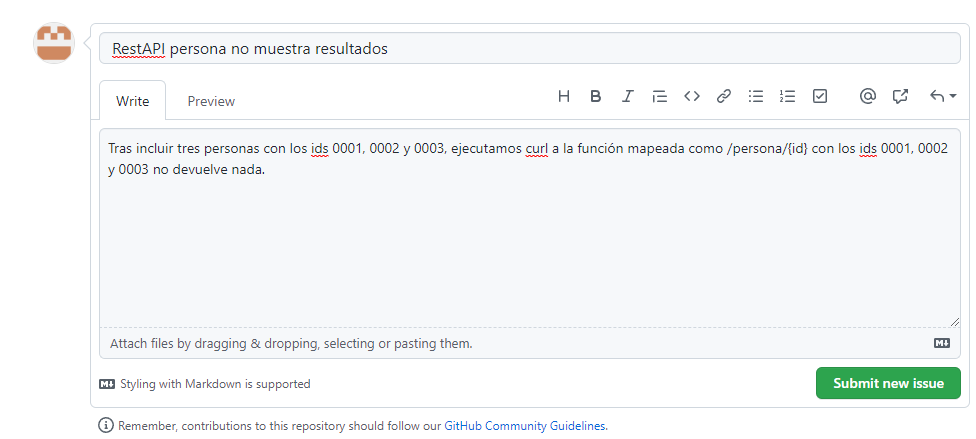 RestAPI persona no muestra resultados
Write Preview
Tras incluir tres personas con los ids 0001, 0002 y 0003, ejecutamos curl a la función mapeada como /persona/{id} con los ids 0001, 0002
y 0003 no devuelve nada.
Attach files by dragging & dropping, selecting or pasting them.
Styling with Markdown is supported
Submit new issue
Remember, contributions to this repository should follow our GitHub Community Guidelines.